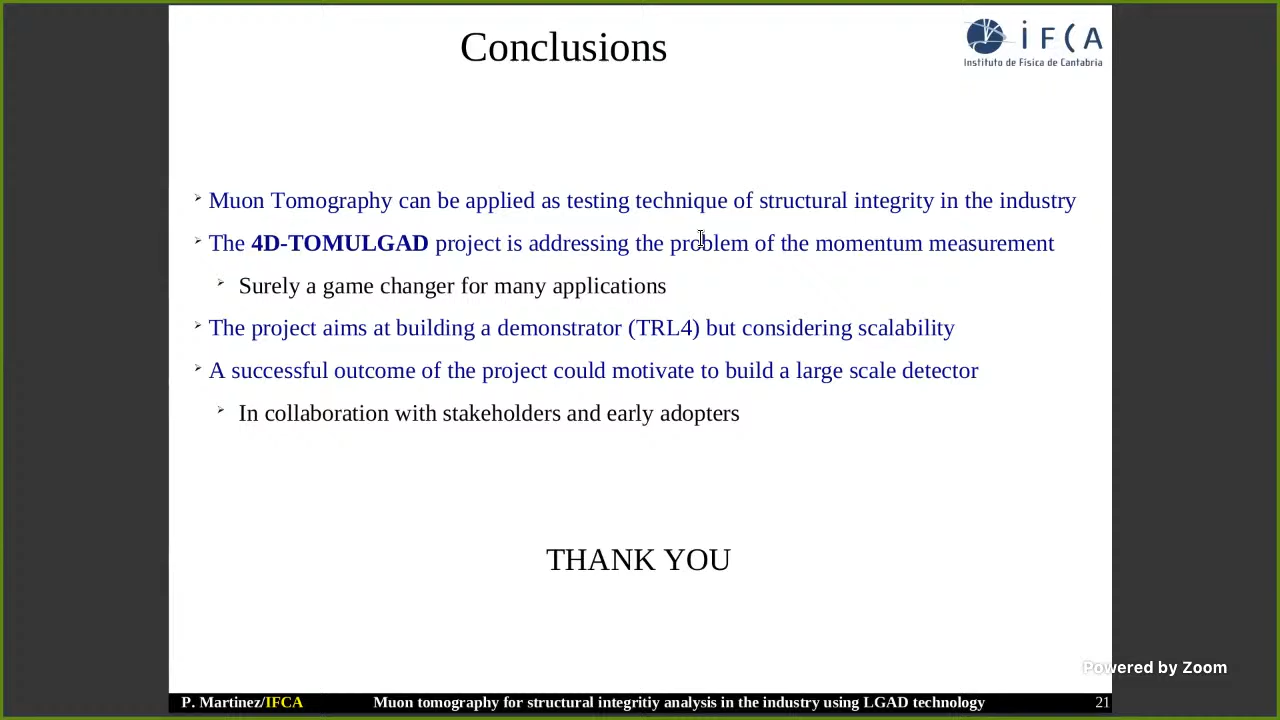 Conclusions
iFCA
Instituto de Física de Cantabria
Muon Tomography can be applied as testing technique of structural integrity in the industry
The 4D-TOMULGAD project is addressing the problem of the momentum measurement
Surely a game changer for many applications
The project aims at building a demonstrator (TRL4) but considering scalability
A successful outcome of the project could motivate to build a large scale detector
In collaboration with stakeholders and early adopters
THANK YOU
Powered by Zoom
P. Martinez/IFCA Muon tomography for structural integritiy analysis in the industry using LGAD technology 21